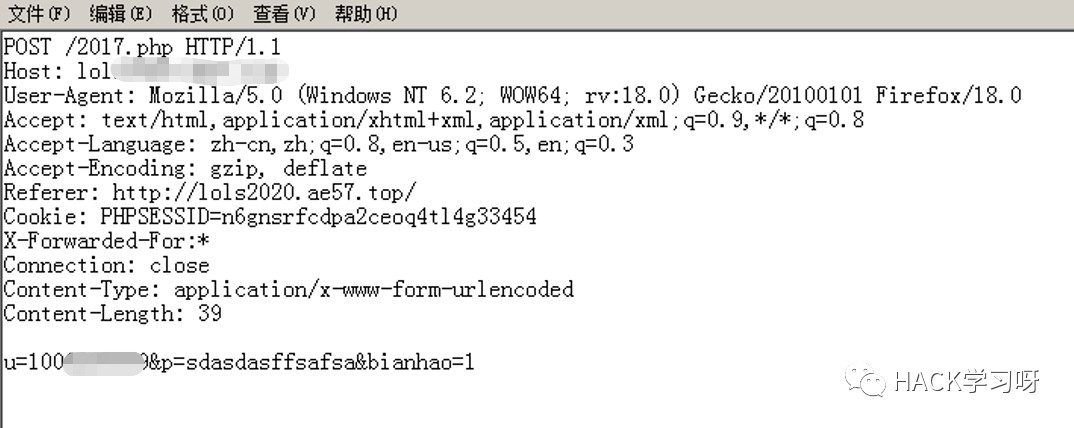 文件(F) 编辑(E) 格式(O) 查看(V) 帮助(H)
POST /2017.php HTTP/1.1
Host: lol
User-Agent: Mozilla/5.0 (Windows NT 6.2; WOW64; rv:18.0) Gecko/20100101 Firefox/18.0
Accept: text/html,application/xhtml+xml,application/xml;q=0.9,*/*;q=0.8
Accept-Language: zh-cn,zh;q=0.8,en-us;q=0.5,en;q=0.3
Accept-Encoding: gzip, deflate
Referer: http://lols2020.ae57.top/
Cookie: PHPSESSID=n6gnsrfcdpa2ceoq4tl4g33454
X-Forwarded-For:*
Connection: close
Content-Type: application/x-www-form-urlencoded
Content-Length: 39
u=100 9&p=sdasdasffsafsa&bianhao=1
HACK学习呀